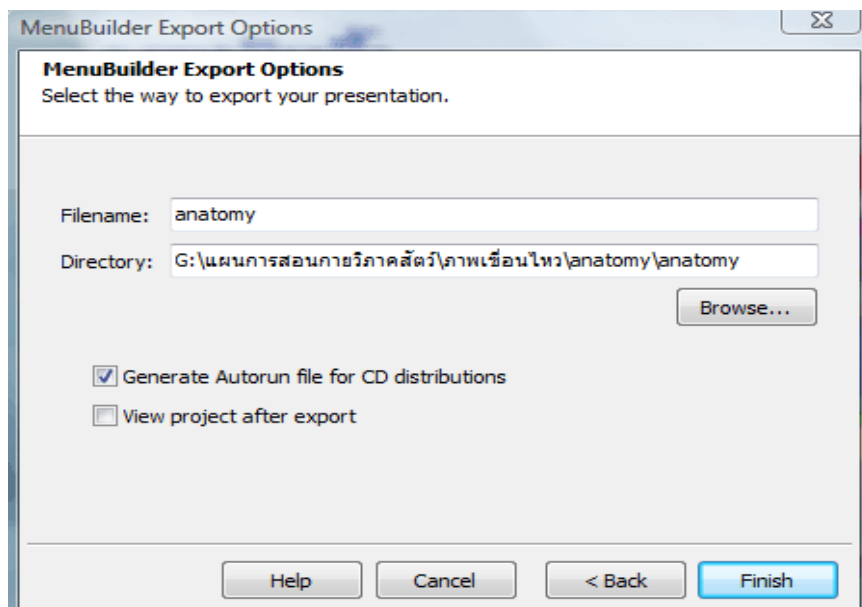 MenuBuilder Export Options
MenuBuilder Export Options
Select the way to export your presentation.
Filename: anatomy
Directory: G:\แผนการสอนกายวิภาคสัตว์\ภาพเขื่อนไหว\anatomy\anatomy
Browse...
Generate Autorun file for CD distributions
View project after export
Help Cancel < Back Finish